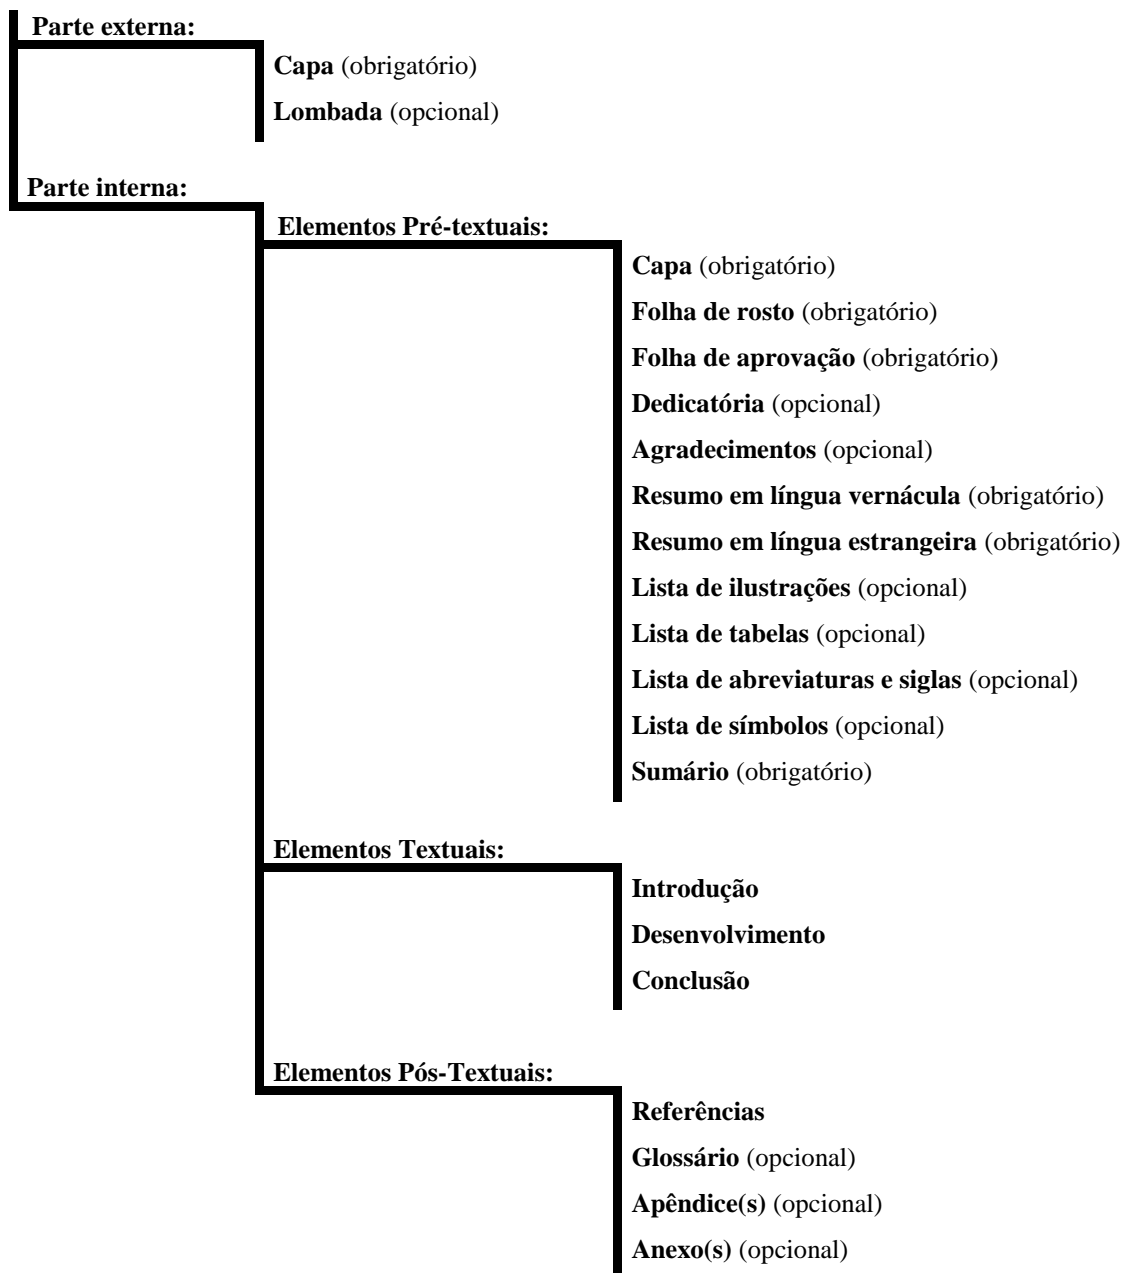 Parte externa:
Capa (obrigatório)
Lombada (opcional)
Parte interna:
Elementos Pré-textuais:
Capa (obrigatório)
Folha de rosto (obrigatório)
Folha de aprovação (obrigatório)
Dedicatória (opcional)
Agradecimentos (opcional)
Resumo em língua vernácula (obrigatório)
Resumo em língua estrangeira (obrigatório)
Lista de ilustrações (opcional)
Lista de tabelas (opcional)
Lista de abreviaturas e siglas (opcional)
Lista de símbolos (opcional)
Sumário (obrigatório)
Elementos Textuais:
Introdução
Desenvolvimento
Conclusão
Elementos Pós-Textuais:
Referências
Glossário (opcional)
Apêndice(s) (opcional)
Anexo(s) (opcional)